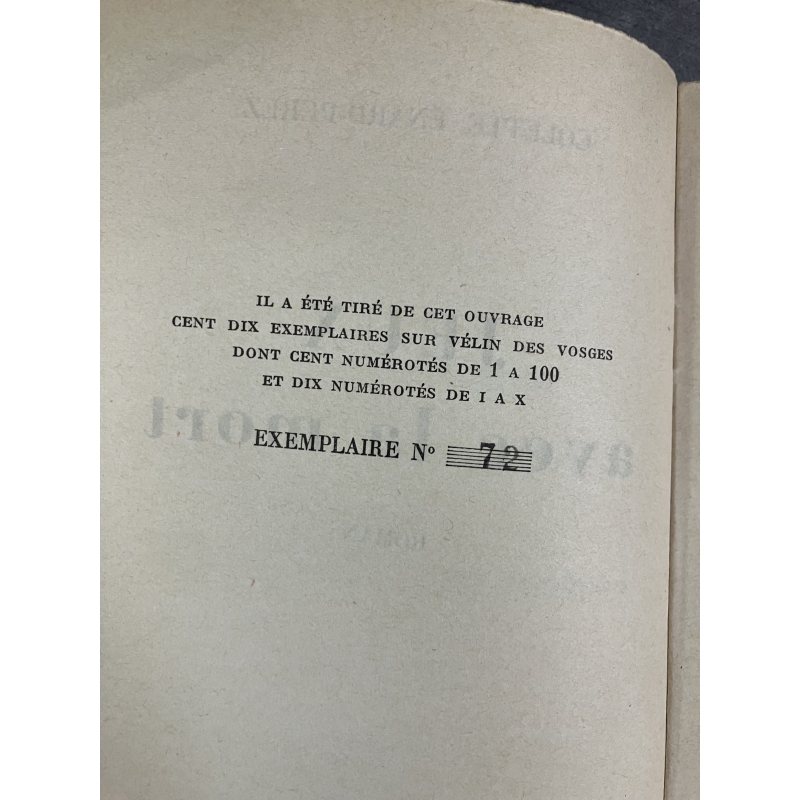 IL A ÉTÉ TIRÉ DE CET OUVRAGE
CENT DIX EXEMPLAIRES SUR VÉLIN DES VOSGES
DONT CENT NUMÉROTÉS DE 1 A 100
ET DIX NUMÉROTÉS DE I A X
EXEMPLAIRE Nº 72